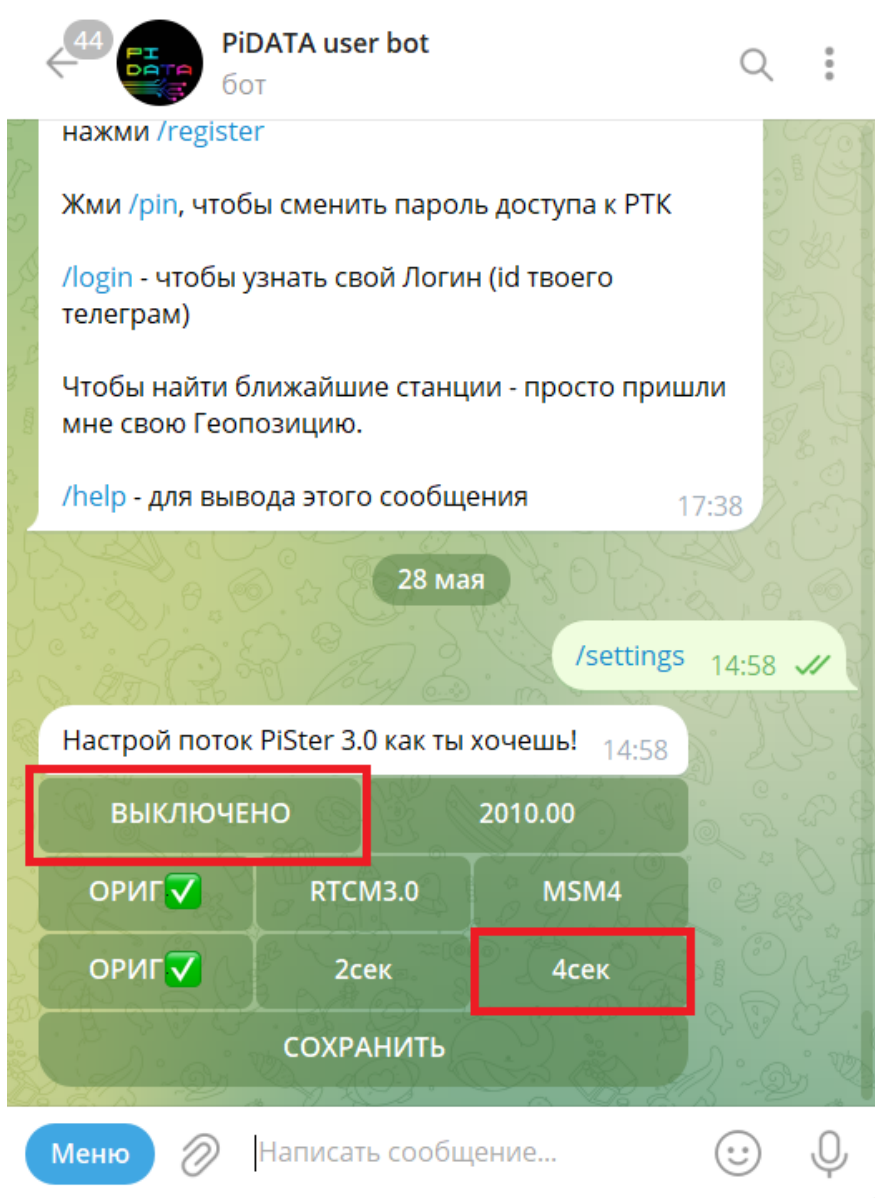 44
PI
DATA
PiDATA user bot
бот
нажми /register
Жми /pin, чтобы сменить пароль доступа к РТК
/login - чтобы узнать свой Логин (id твоего
телеграм)
Чтобы найти ближайшие станции - просто пришли
мне свою Геопозицию.
/help - для вывода этого сообщения 17:38
28 мая
/settings 14:58
Настрой поток PiSter 3.0 как ты хочешь! 14:58
ВЫКЛЮЧЕНО 2010.00
ОРИГ✅ RTCM3.0 MSM4
ОРИГ✅ 2сек 4сек
СОХРАНИТЬ
Меню Написать сообщение...